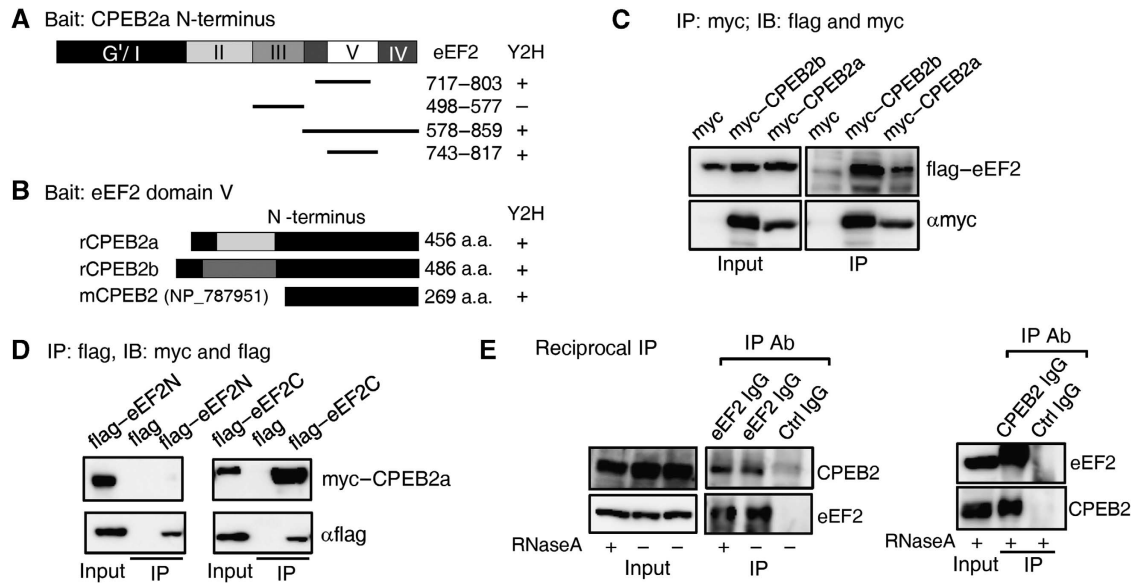 A Bait: CPEB2a N-terminus
G'/ I II III V IV eEF2 Y2H
717–803 +
498–577 –
578–859 +
743–817 +
B Bait: eEF2 domain V
N -terminus Y2H
rCPEB2a 456 a.a. +
rCPEB2b 486 a.a. +
mCPEB2 (NP_787951) 269 a.a. +
C IP: myc; IB: flag and myc
myc myc–CPEB2b myc–CPEB2a myc myc–CPEB2b myc–CPEB2a
flag–eEF2
αmyc
Input IP
D IP: flag, IB: myc and flag
flag–eEF2N flag flag–eEF2N flag–eEF2C flag flag–eEF2C
myc–CPEB2a
αflag
Input IP Input IP
E Reciprocal IP
IP Ab
eEF2 IgG eEF2 IgG Ctrl IgG
CPEB2
eEF2
RNaseA + – – + – –
Input IP
IP Ab
CPEB2 IgG Ctrl IgG
eEF2
CPEB2
RNaseA + + +
Input IP